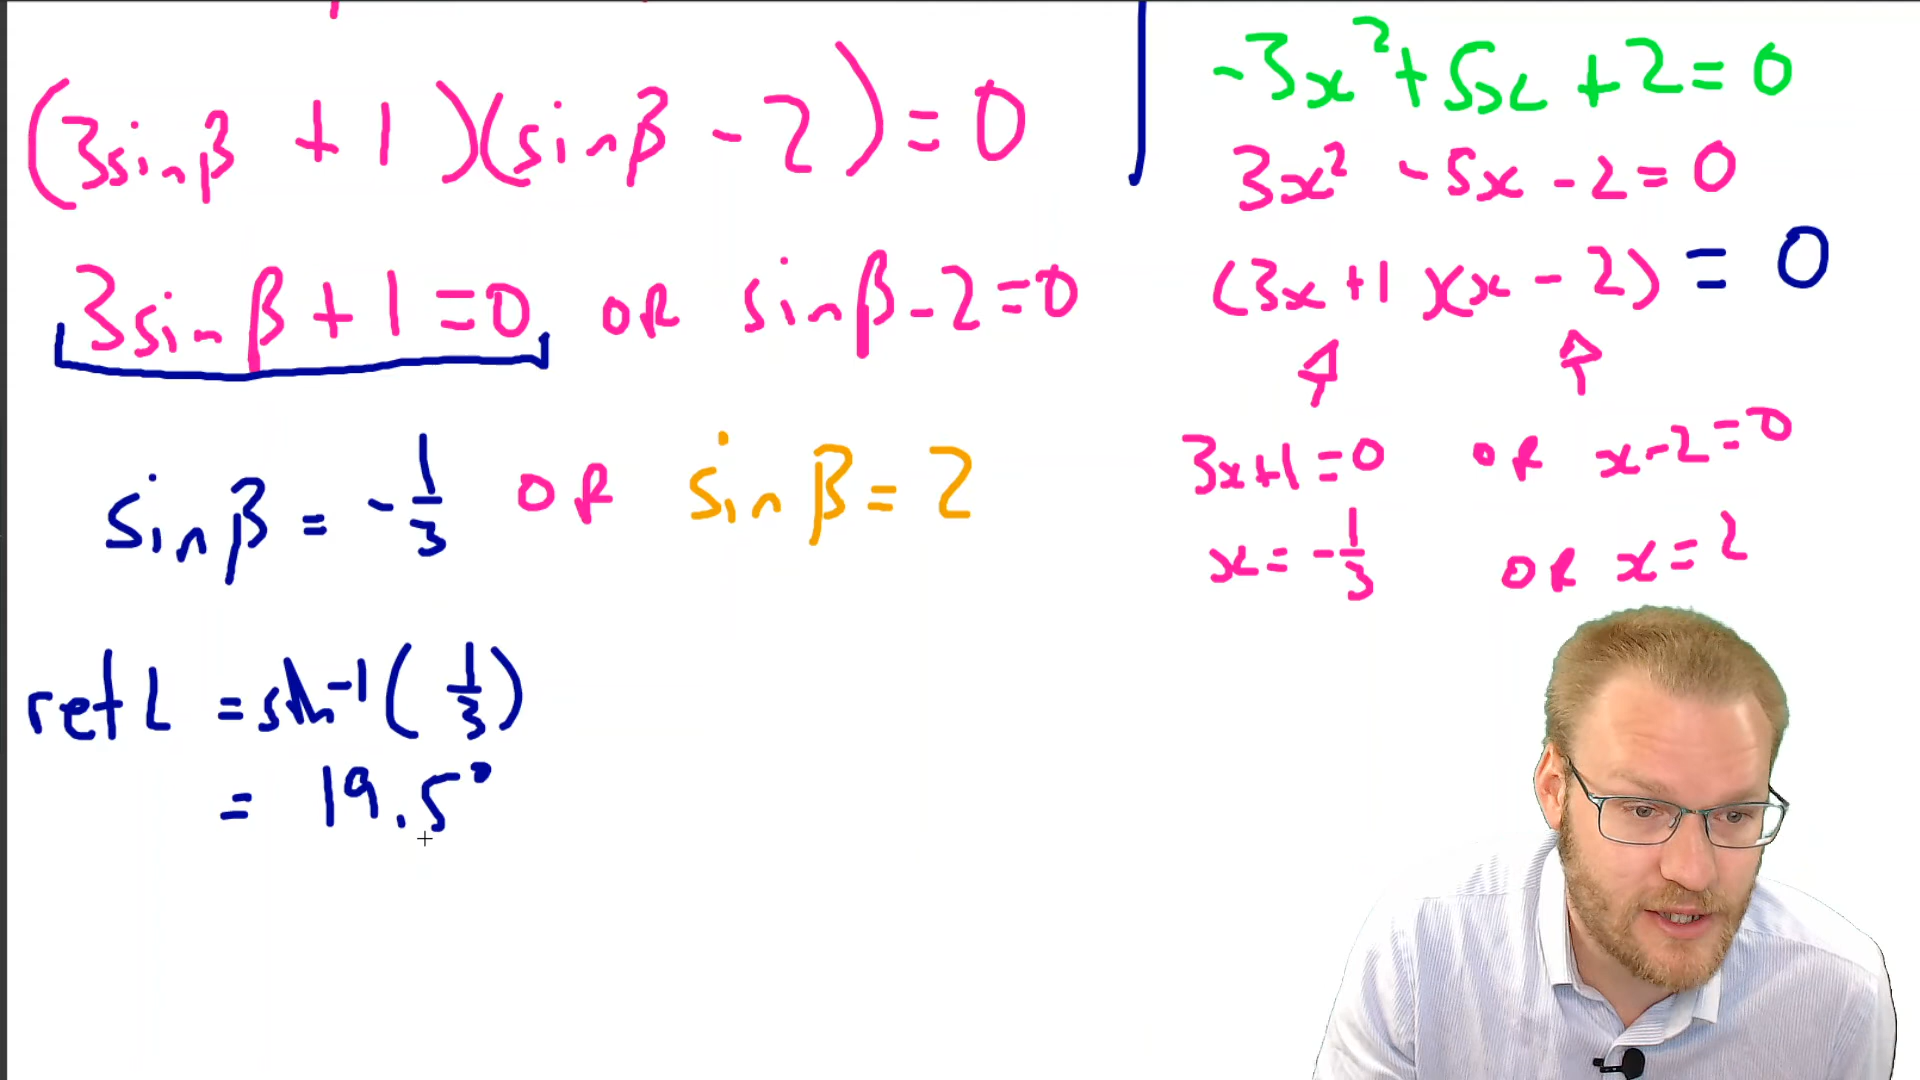 (3sinβ + 1)(sinβ - 2) = 0
3sinβ + 1 = 0 OR sinβ - 2 = 0
sinβ = -1/3 OR sinβ = 2
ref∠ = sin⁻¹(1/3)
= 19.5°
-3x² + 5x + 2 = 0
3x² - 5x - 2 = 0
(3x + 1)(x - 2) = 0
3x + 1 = 0 OR x - 2 = 0
x = -1/3 OR x = 2